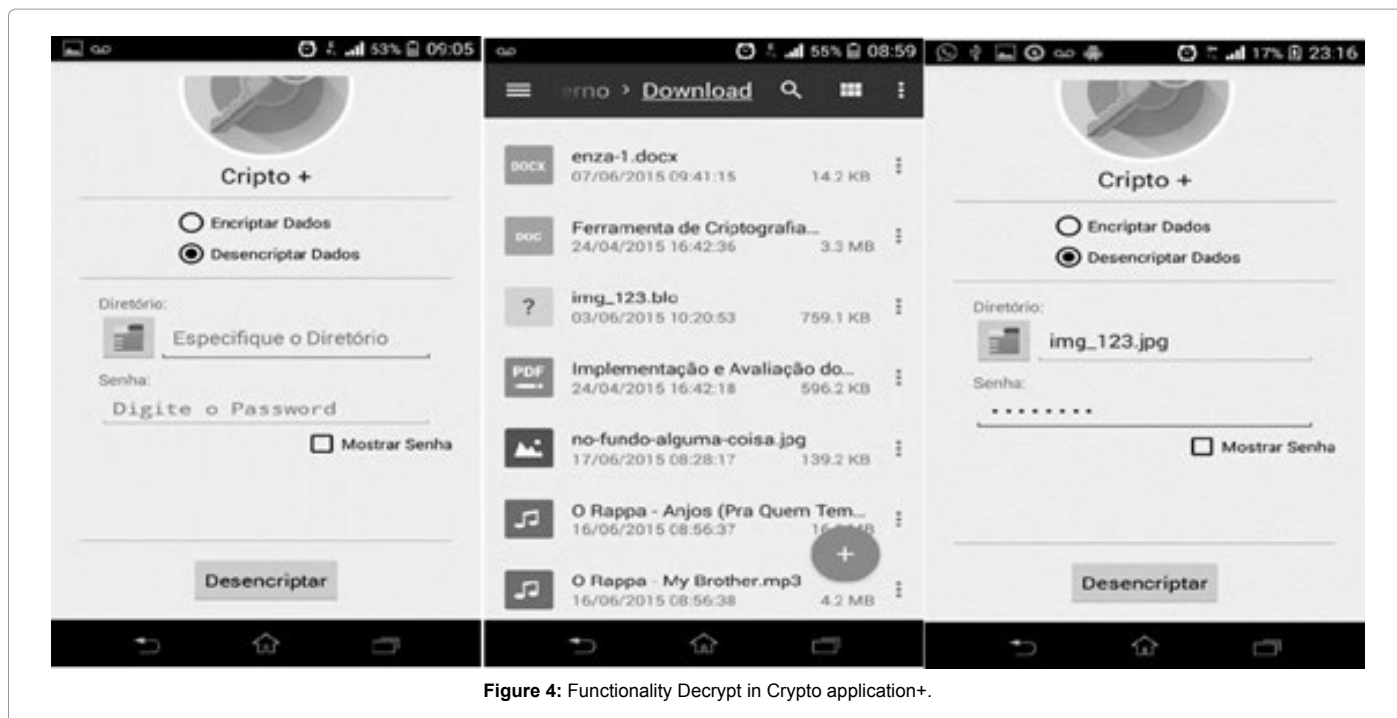 53% 09:05
Cripto +
Encriptar Dados
Desencriptar Dados
Diretório:
Especifique o Diretório
Senha:
Digite o Password
Mostrar Senha
Desencriptar
55% 08:59
erno > Download
DOCX
enza-1.docx
07/06/2015 09:41:15 14.2 KB
DOC
Ferramenta de Criptografia...
24/04/2015 16:42:36 3.3 MB
?
img_123.blo
03/06/2015 10:20:53 759.1 KB
PDF
Implementação e Avaliação do...
24/04/2015 16:42:18 596.2 KB
no-fundo-alguma-coisa.jpg
17/06/2015 08:28:17 139.2 KB
O Rappa - Anjos (Pra Quem Tem...
16/06/2015 08:56:37
+
O Rappa - My Brother.mp3
16/06/2015 08:56:38 4.2 MB
17% 23:16
Cripto +
Encriptar Dados
Desencriptar Dados
Diretório:
img_123.jpg
Senha:
........
Mostrar Senha
Desencriptar
Figure 4: Functionality Decrypt in Crypto application+.